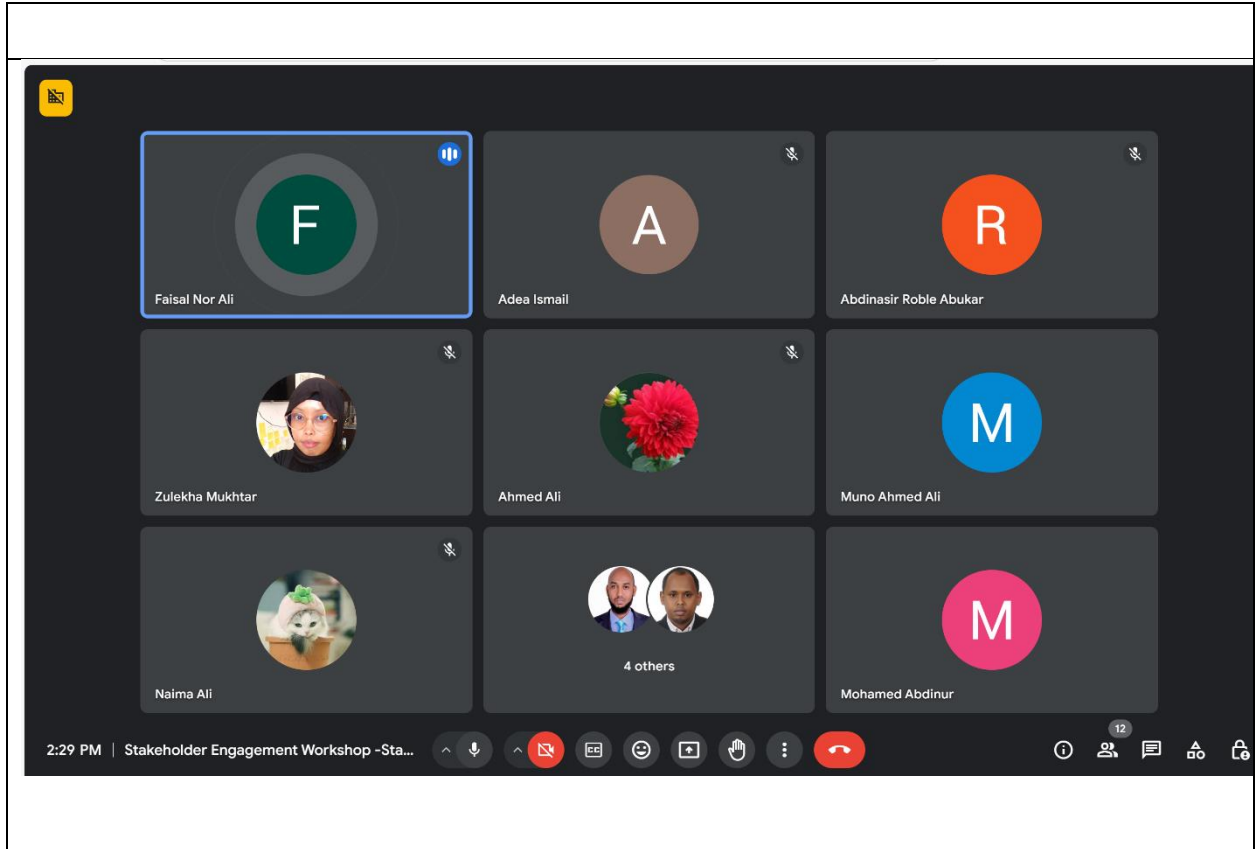 F
Faisal Nor Ali
A
Adea Ismail
R
Abdinasir Roble Abukar
Zulekha Mukhtar
Ahmed Ali
M
Muno Ahmed Ali
Naima Ali
4 others
M
Mohamed Abdinur
2:29 PM | Stakeholder Engagement Workshop -Sta...
CC
12